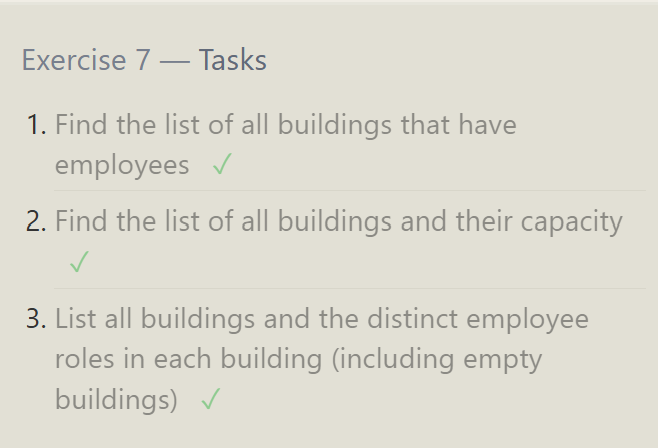 Exercise 7 — Tasks
1. Find the list of all buildings that have
employees ✓
2. Find the list of all buildings and their capacity
✓
3. List all buildings and the distinct employee
roles in each building (including empty
buildings) ✓